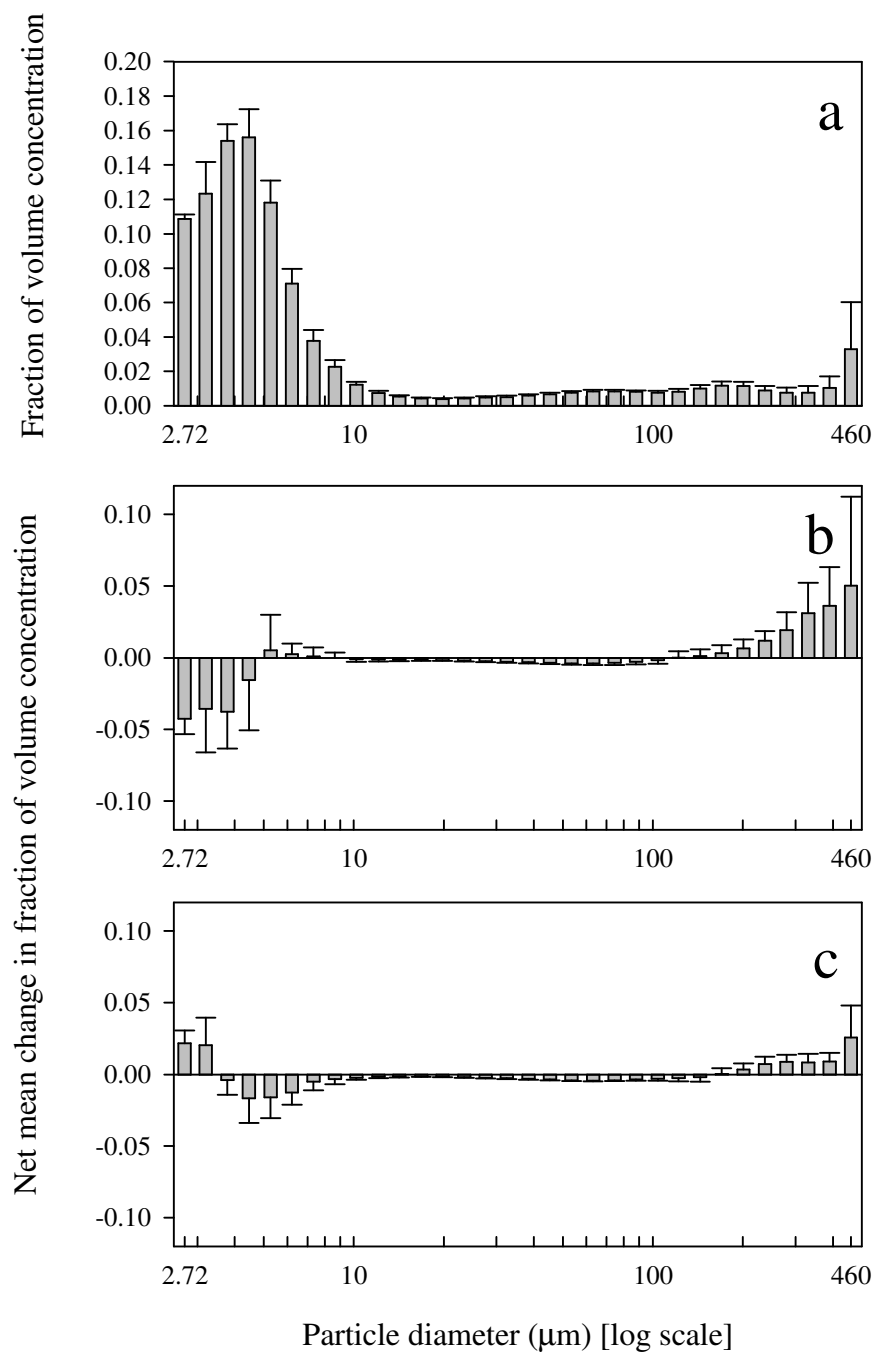 Fraction of volume concentration
0.20
0.18
0.16
0.14
0.12
0.10
0.08
0.06
0.04
0.02
0.00
a
2.72 10 100 460
Net mean change in fraction of volume concentration
0.10
0.05
0.00
-0.05
-0.10
b
2.72 10 100 460
0.10
0.05
0.00
-0.05
-0.10
c
2.72 10 100 460
Particle diameter (μm) [log scale]